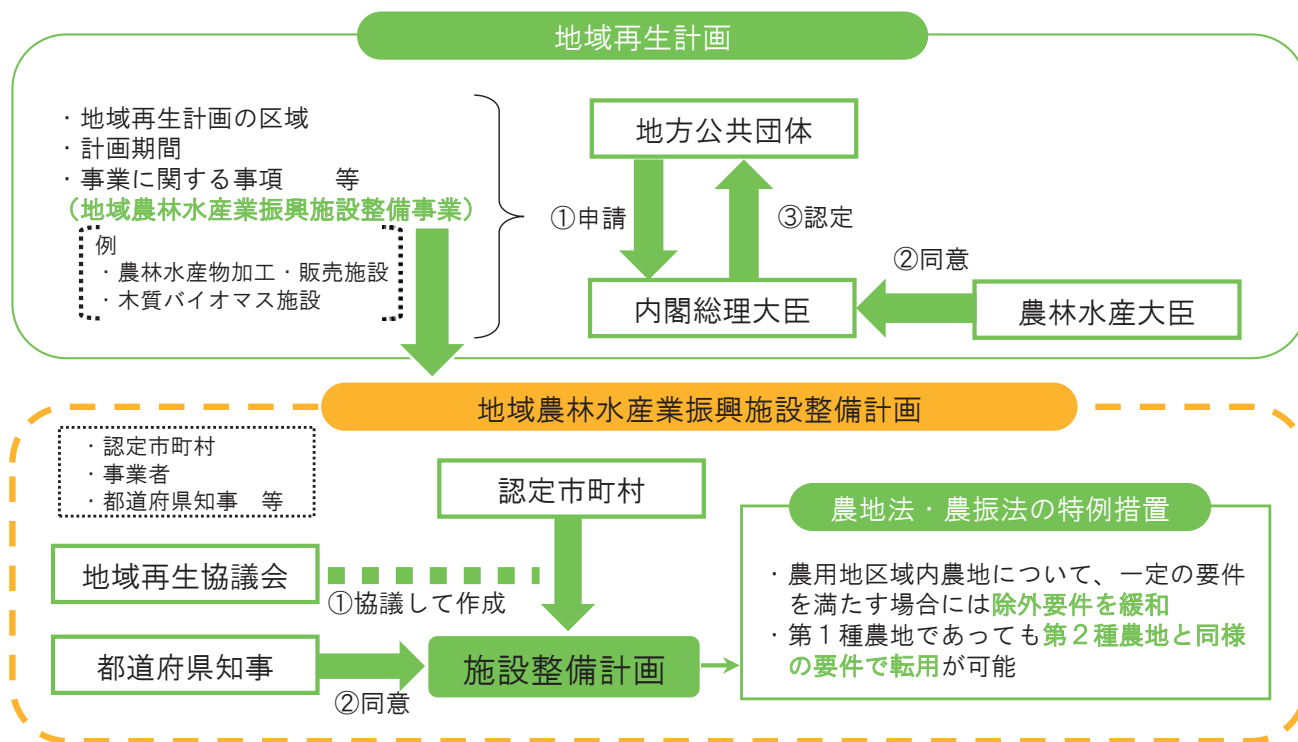 地域再生計画
・地域再生計画の区域
・計画期間
・事業に関する事項　　等
（地域農林水産業振興施設整備事業）
例
・農林水産物加工・販売施設
・木質バイオマス施設
地方公共団体
①申請
③認定
②同意
内閣総理大臣
農林水産大臣
地域農林水産業振興施設整備計画
・認定市町村
・事業者
・都道府県知事　等
認定市町村
地域再生協議会
①協議して作成
都道府県知事
②同意
施設整備計画
農地法・農振法の特例措置
・農用地区域内農地について、一定の要件
を満たす場合には除外要件を緩和
・第１種農地であっても第２種農地と同様
の要件で転用が可能